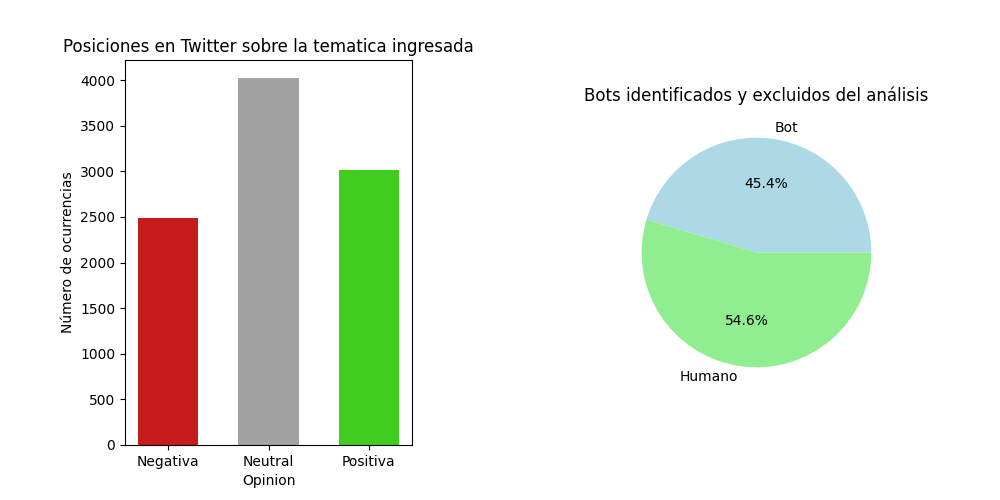 Posiciones en Twitter sobre la tematica ingresada
Número de ocurrencias
4000
3500
3000
2500
2000
1500
1000
500
0
Negativa
Neutral
Positiva
Opinion
Bots identificados y excluidos del análisis
Bot
45.4%
54.6%
Humano